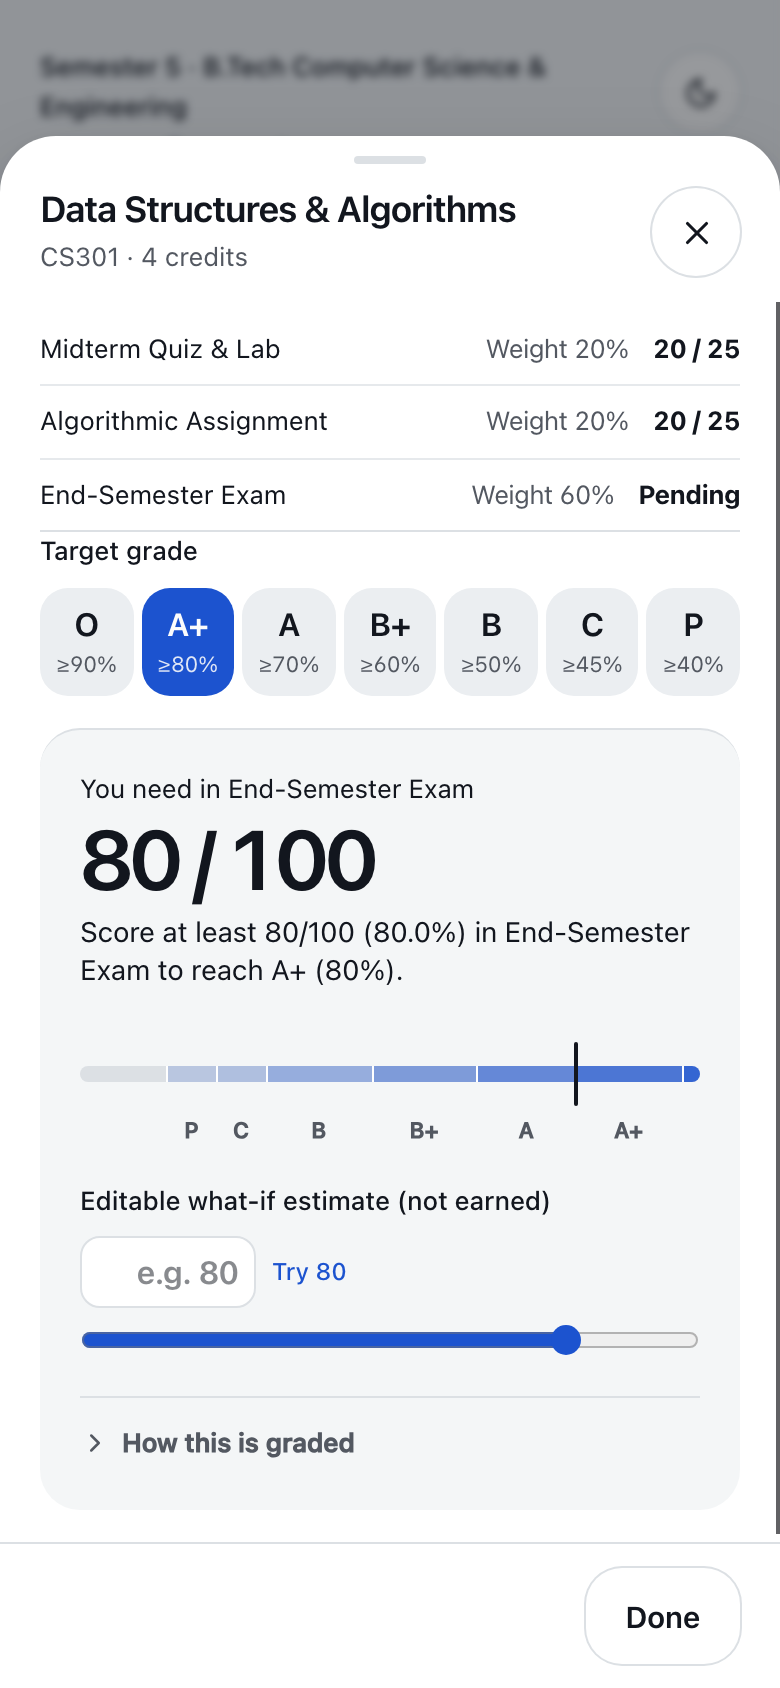 Semester 5 · B.Tech Computer Science &
Engineering
Data Structures & Algorithms
CS301 · 4 credits
Midterm Quiz & Lab Weight 20% 20 / 25
Algorithmic Assignment Weight 20% 20 / 25
End-Semester Exam Weight 60% Pending
Target grade
O A+ A B+ B C P
≥90% ≥80% ≥70% ≥60% ≥50% ≥45% ≥40%
You need in End-Semester Exam
80 / 100
Score at least 80/100 (80.0%) in End-Semester
Exam to reach A+ (80%).
P C B B+ A A+
Editable what-if estimate (not earned)
e.g. 80 Try 80
How this is graded
Done